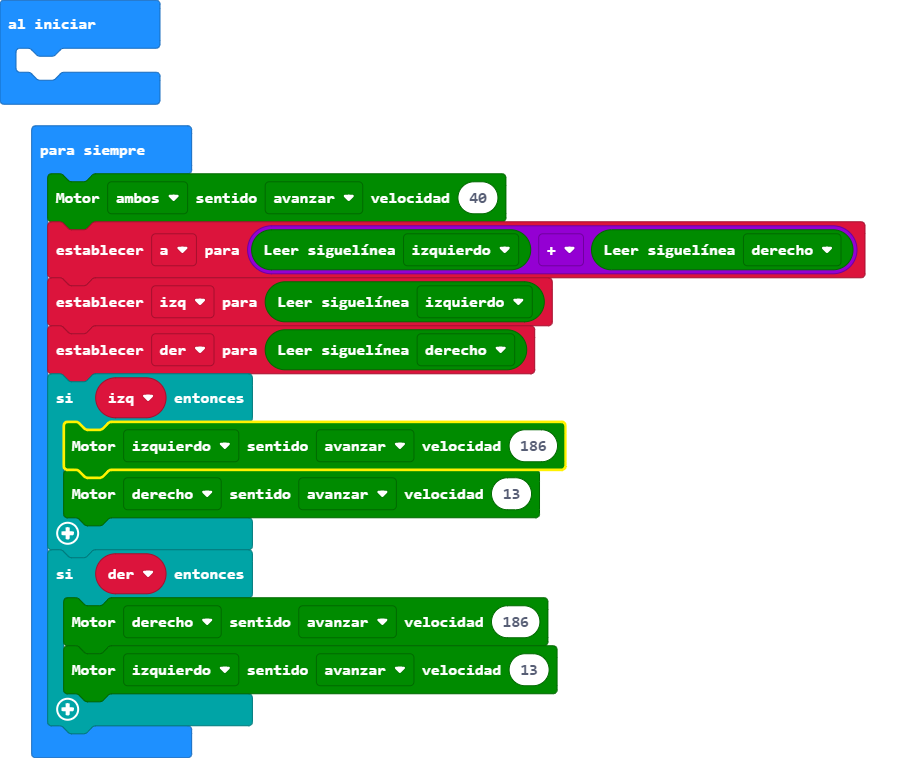 al iniciar
para siempre
Motor ambos sentido avanzar velocidad 40
establecer a para Leer siguelínea izquierdo + Leer siguelínea derecho
establecer izq para Leer siguelínea izquierdo
establecer der para Leer siguelínea derecho
si izq entonces
Motor izquierdo sentido avanzar velocidad 186
Motor derecho sentido avanzar velocidad 13
si der entonces
Motor derecho sentido avanzar velocidad 186
Motor izquierdo sentido avanzar velocidad 13